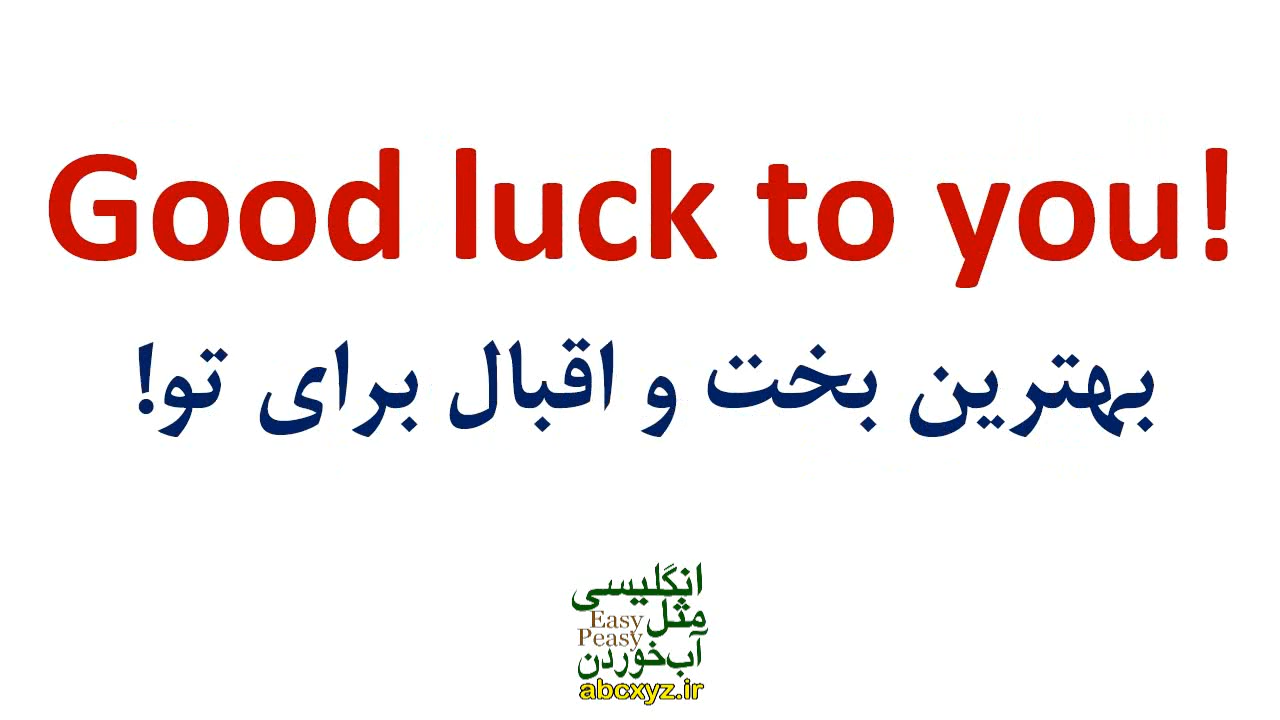 Good luck to you!
بهترین بخت و اقبال برای تو!
انگلیسی
مثل
Easy
Peasy
آب‌خوردن
abcxyz.ir